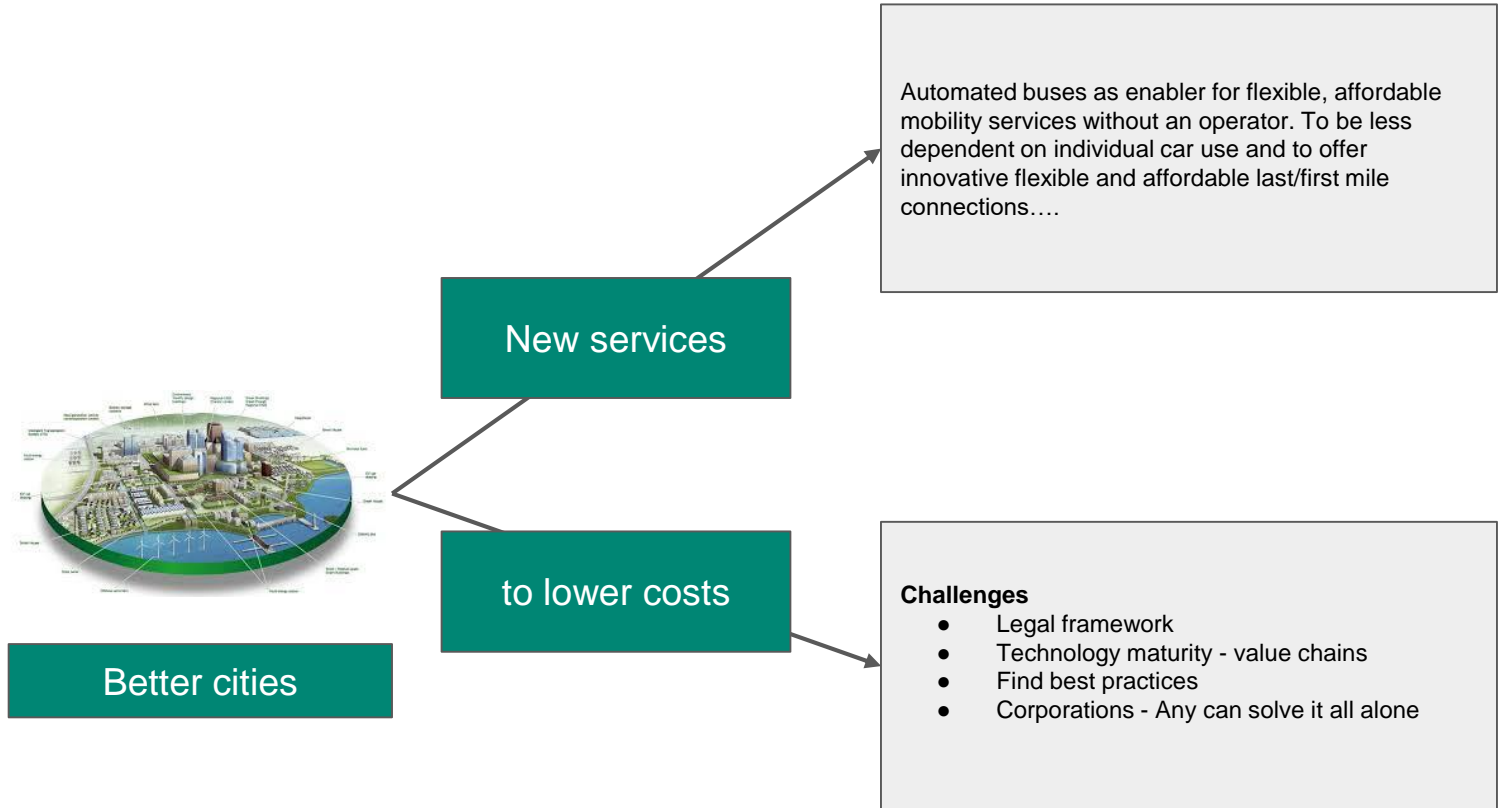 Automated buses as enabler for flexible, affordable
mobility services without an operator. To be less
dependent on individual car use and to offer
innovative flexible and affordable last/first mile
connections….
New services
to lower costs
Better cities
Challenges
● Legal framework
● Technology maturity - value chains
● Find best practices
● Corporations - Any can solve it all alone